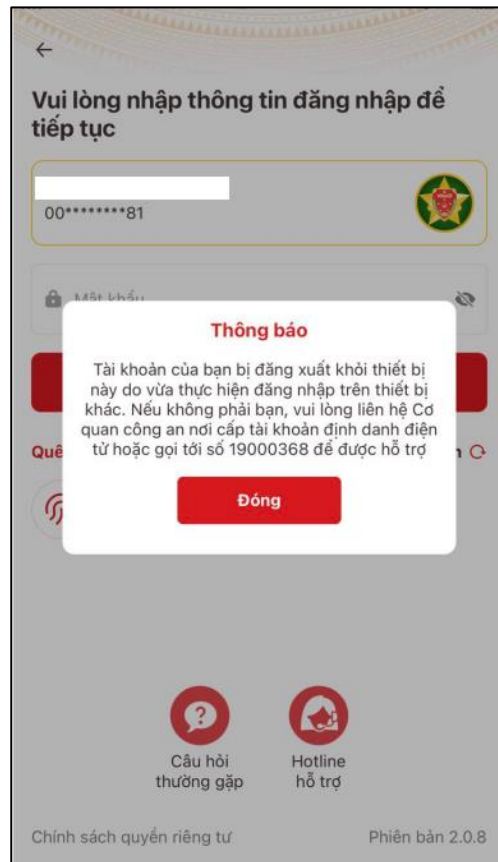 Vui lòng nhập thông tin đăng nhập để
tiếp tục
00********81
Mật khẩu
Thông báo
Tài khoản của bạn bị đăng xuất khỏi thiết bị
này do vừa thực hiện đăng nhập trên thiết bị
khác. Nếu không phải bạn, vui lòng liên hệ Cơ
quan công an nơi cấp tài khoản định danh điện
tử hoặc gọi tới số 19000368 để được hỗ trợ
Quê
n
Đóng
Câu hỏi
thường gặp
Hotline
hỗ trợ
Chính sách quyền riêng tư
Phiên bản 2.0.8